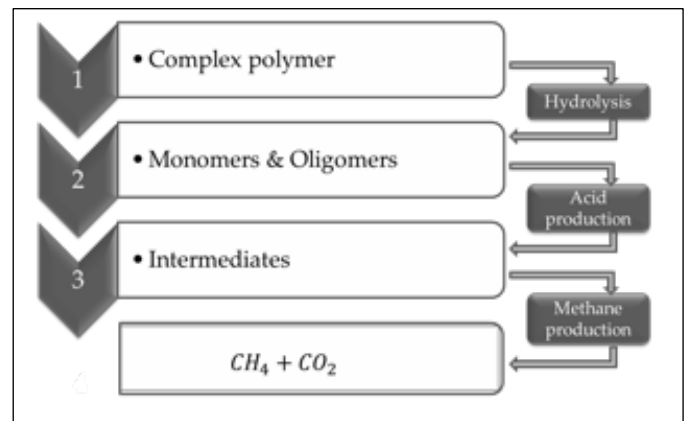 1
• Complex polymer
Hydrolysis
2
• Monomers & Oligomers
Acid
production
3
• Intermediates
Methane
production
CH₄ + CO₂